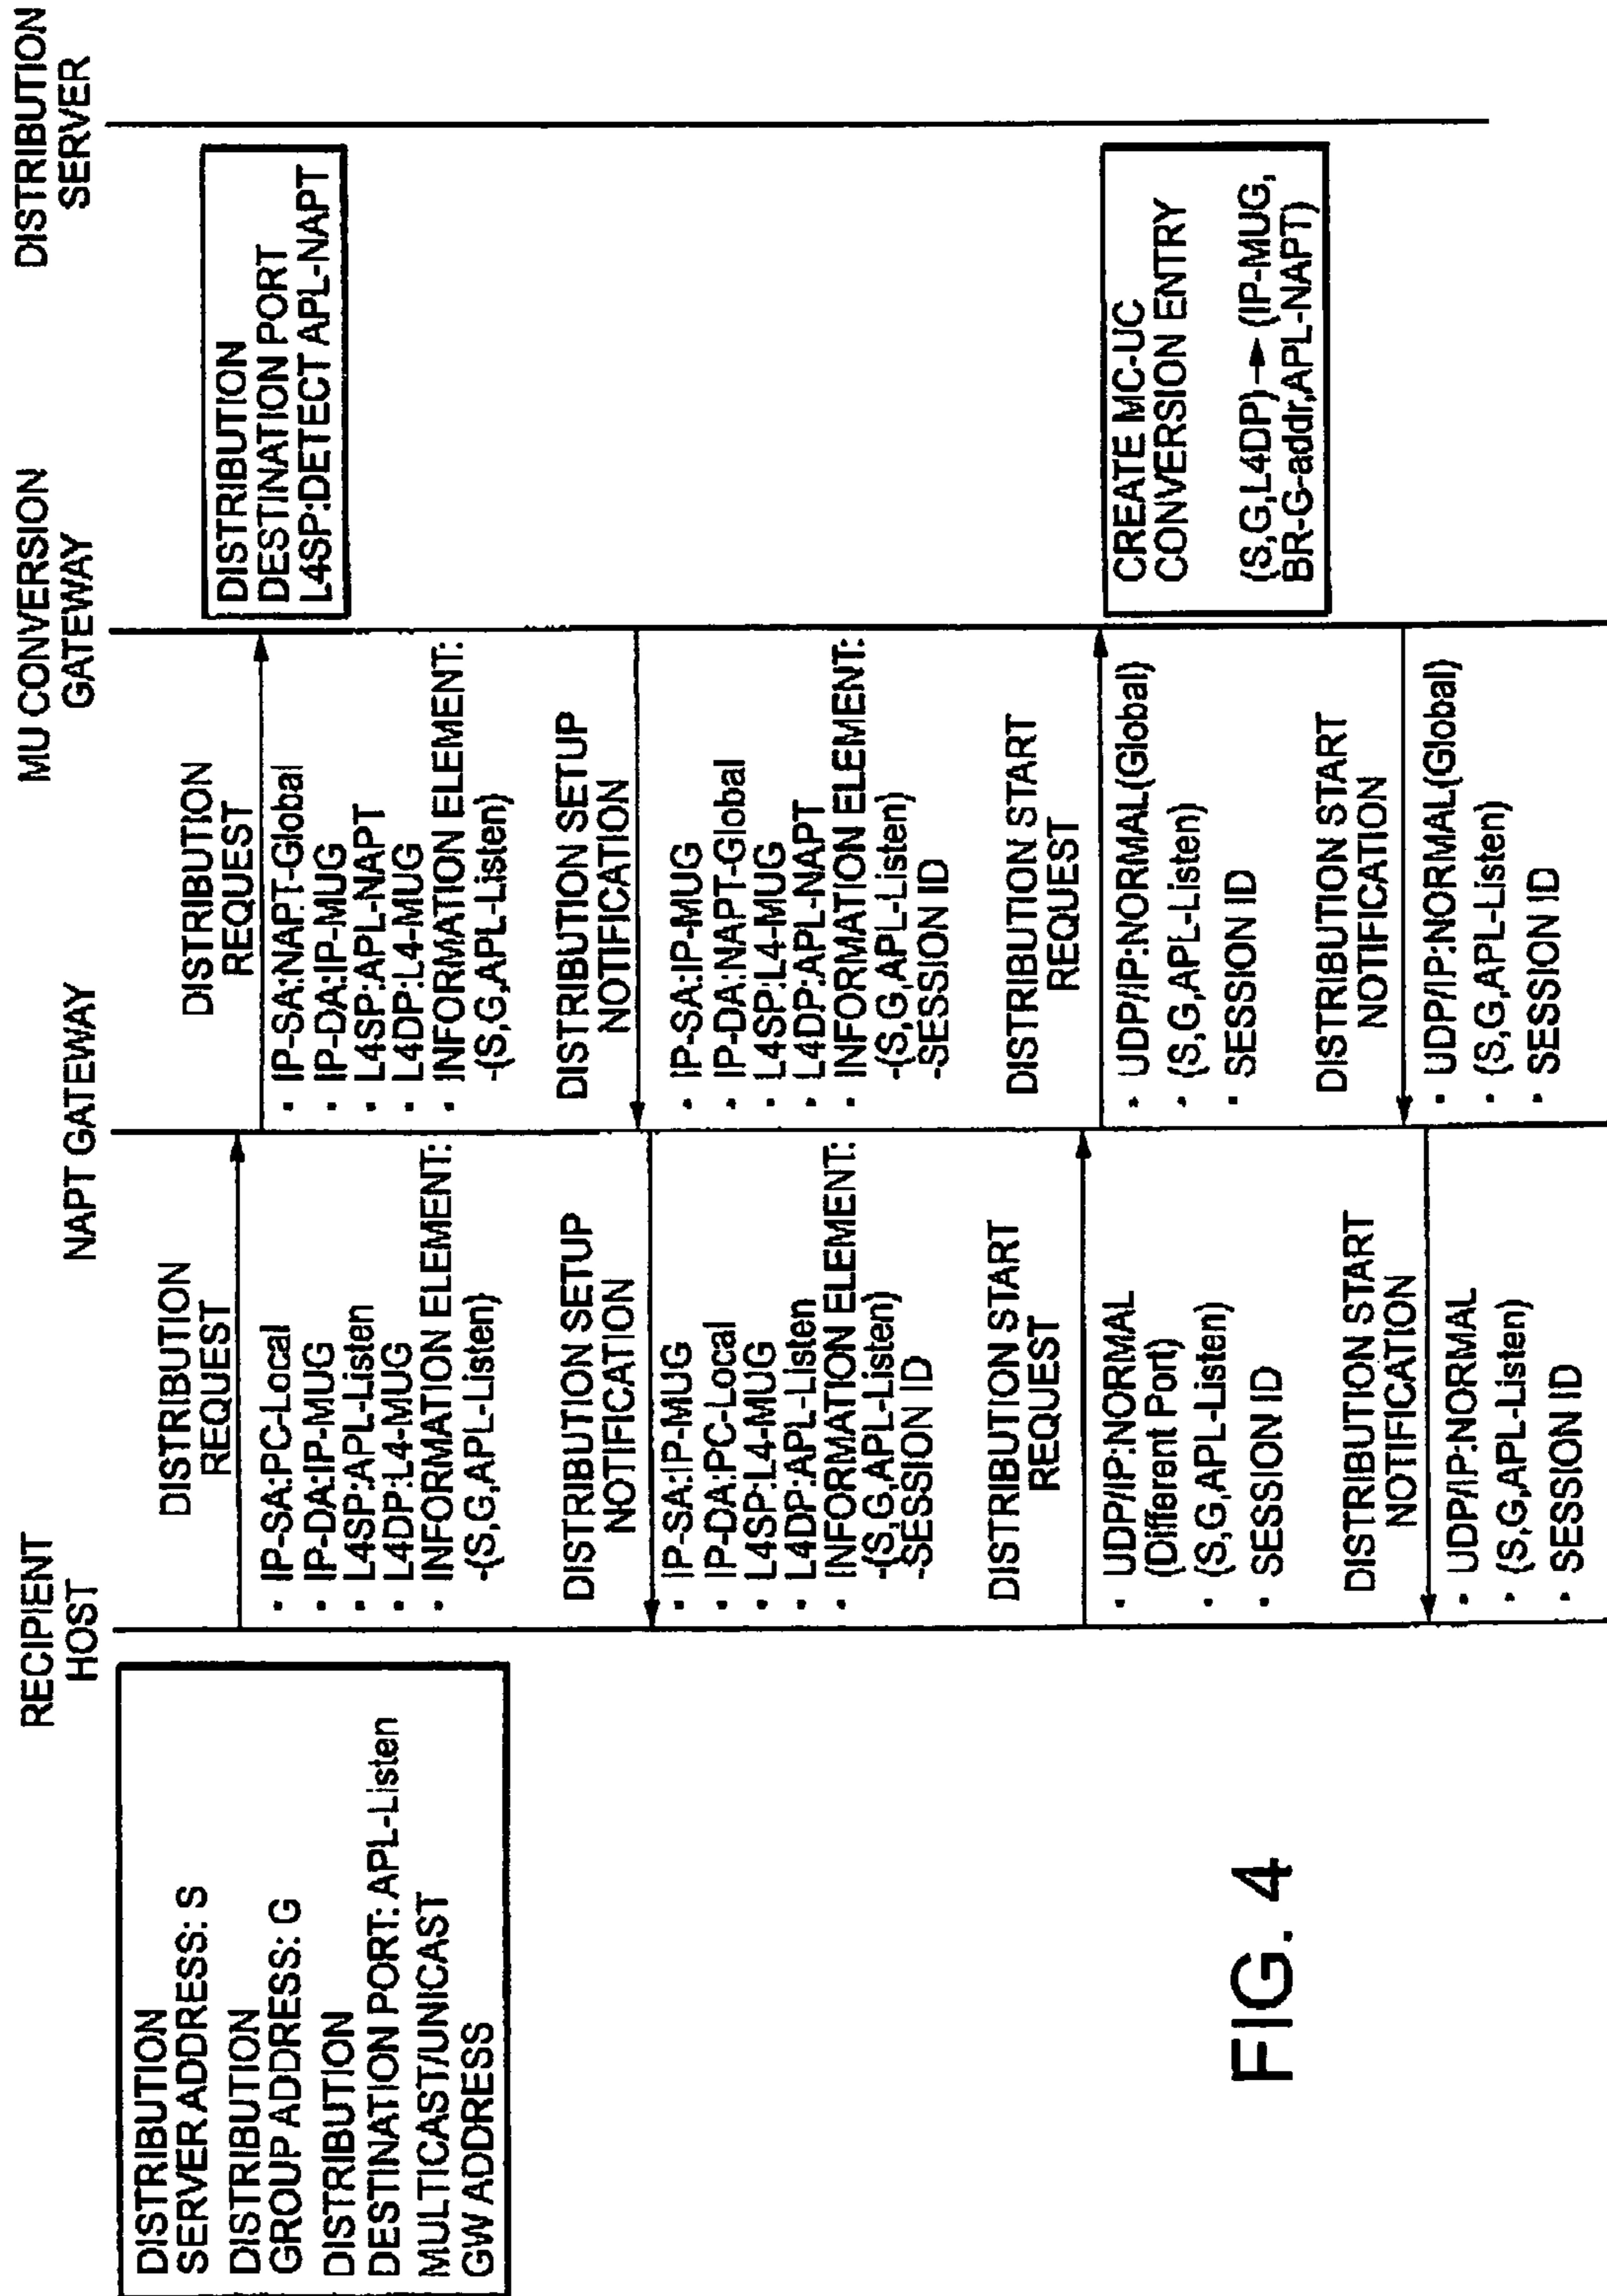 RECIPIENT
HOST
NAPT GATEWAY
MU CONVERSION
GATEWAY
DISTRIBUTION
SERVER
DISTRIBUTION
SERVER ADDRESS: S
DISTRIBUTION
GROUP ADDRESS: G
DISTRIBUTION
DESTINATION PORT: APL-Listen
MULTICAST/UNICAST
GW ADDRESS
DISTRIBUTION
REQUEST
• IP-SA:PC-Local
• IP-DA:IP-MUG
• L4SP:APL-Listen
• L4DP:L4-MUG
• INFORMATION ELEMENT:
-(S,G,APL-Listen)
DISTRIBUTION
REQUEST
• IP-SA:NAPT-Global
• IP-DA:IP-MUG
• L4SP:APL-NAPT
• L4DP:L4-MUG
• INFORMATION ELEMENT:
-(S,G,APL-Listen)
DISTRIBUTION
DESTINATION PORT
L4SP:DETECT APL-NAPT
DISTRIBUTION SETUP
NOTIFICATION
• IP-SA:IP-MUG
• IP-DA:NAPT-Global
• L4SP:L4-MUG
• L4DP:APL-NAPT
• INFORMATION ELEMENT:
-(S,G,APL-Listen)
-SESSION ID
DISTRIBUTION SETUP
NOTIFICATION
• IP-SA:IP-MUG
• IP-DA:PC-Local
• L4SP:L4-MUG
• L4DP:APL-Listen
• INFORMATION ELEMENT:
-(S,G,APL-Listen)
-SESSION ID
DISTRIBUTION START
REQUEST
• UDP/IP:NORMAL
(Different Port)
• (S,G,APL-Listen)
• SESSION ID
DISTRIBUTION START
REQUEST
• UDP/IP:NORMAL(Global)
• (S,G,APL-Listen)
• SESSION ID
CREATE MC-UC
CONVERSION ENTRY
(S,G,L4DP)→(IP-MUG,
BR-G-addr,APL-NAPT)
DISTRIBUTION START
NOTIFICATION
• UDP/IP:NORMAL(Global)
• (S,G,APL-Listen)
• SESSION ID
DISTRIBUTION START
NOTIFICATION
• UDP/IP:NORMAL
• (S,G,APL-Listen)
• SESSION ID
FIG. 4